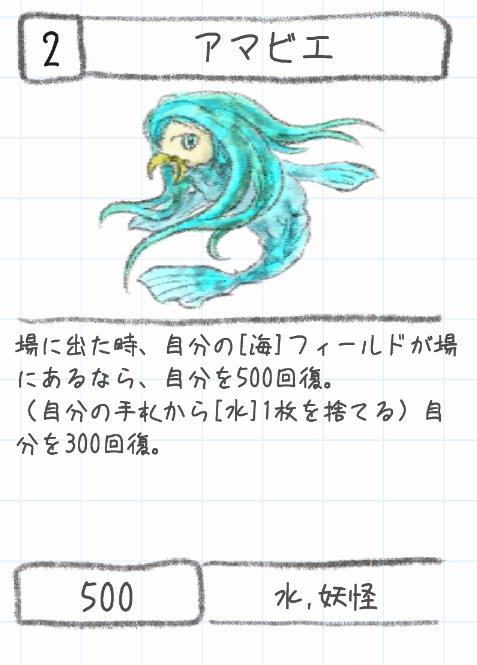 2
アマビエ
場に出た時、自分の[海]フィールドが場
にあるなら、自分を500回復。
（自分の手札から[水]1枚を捨てる）自
分を300回復。
500
水,妖怪